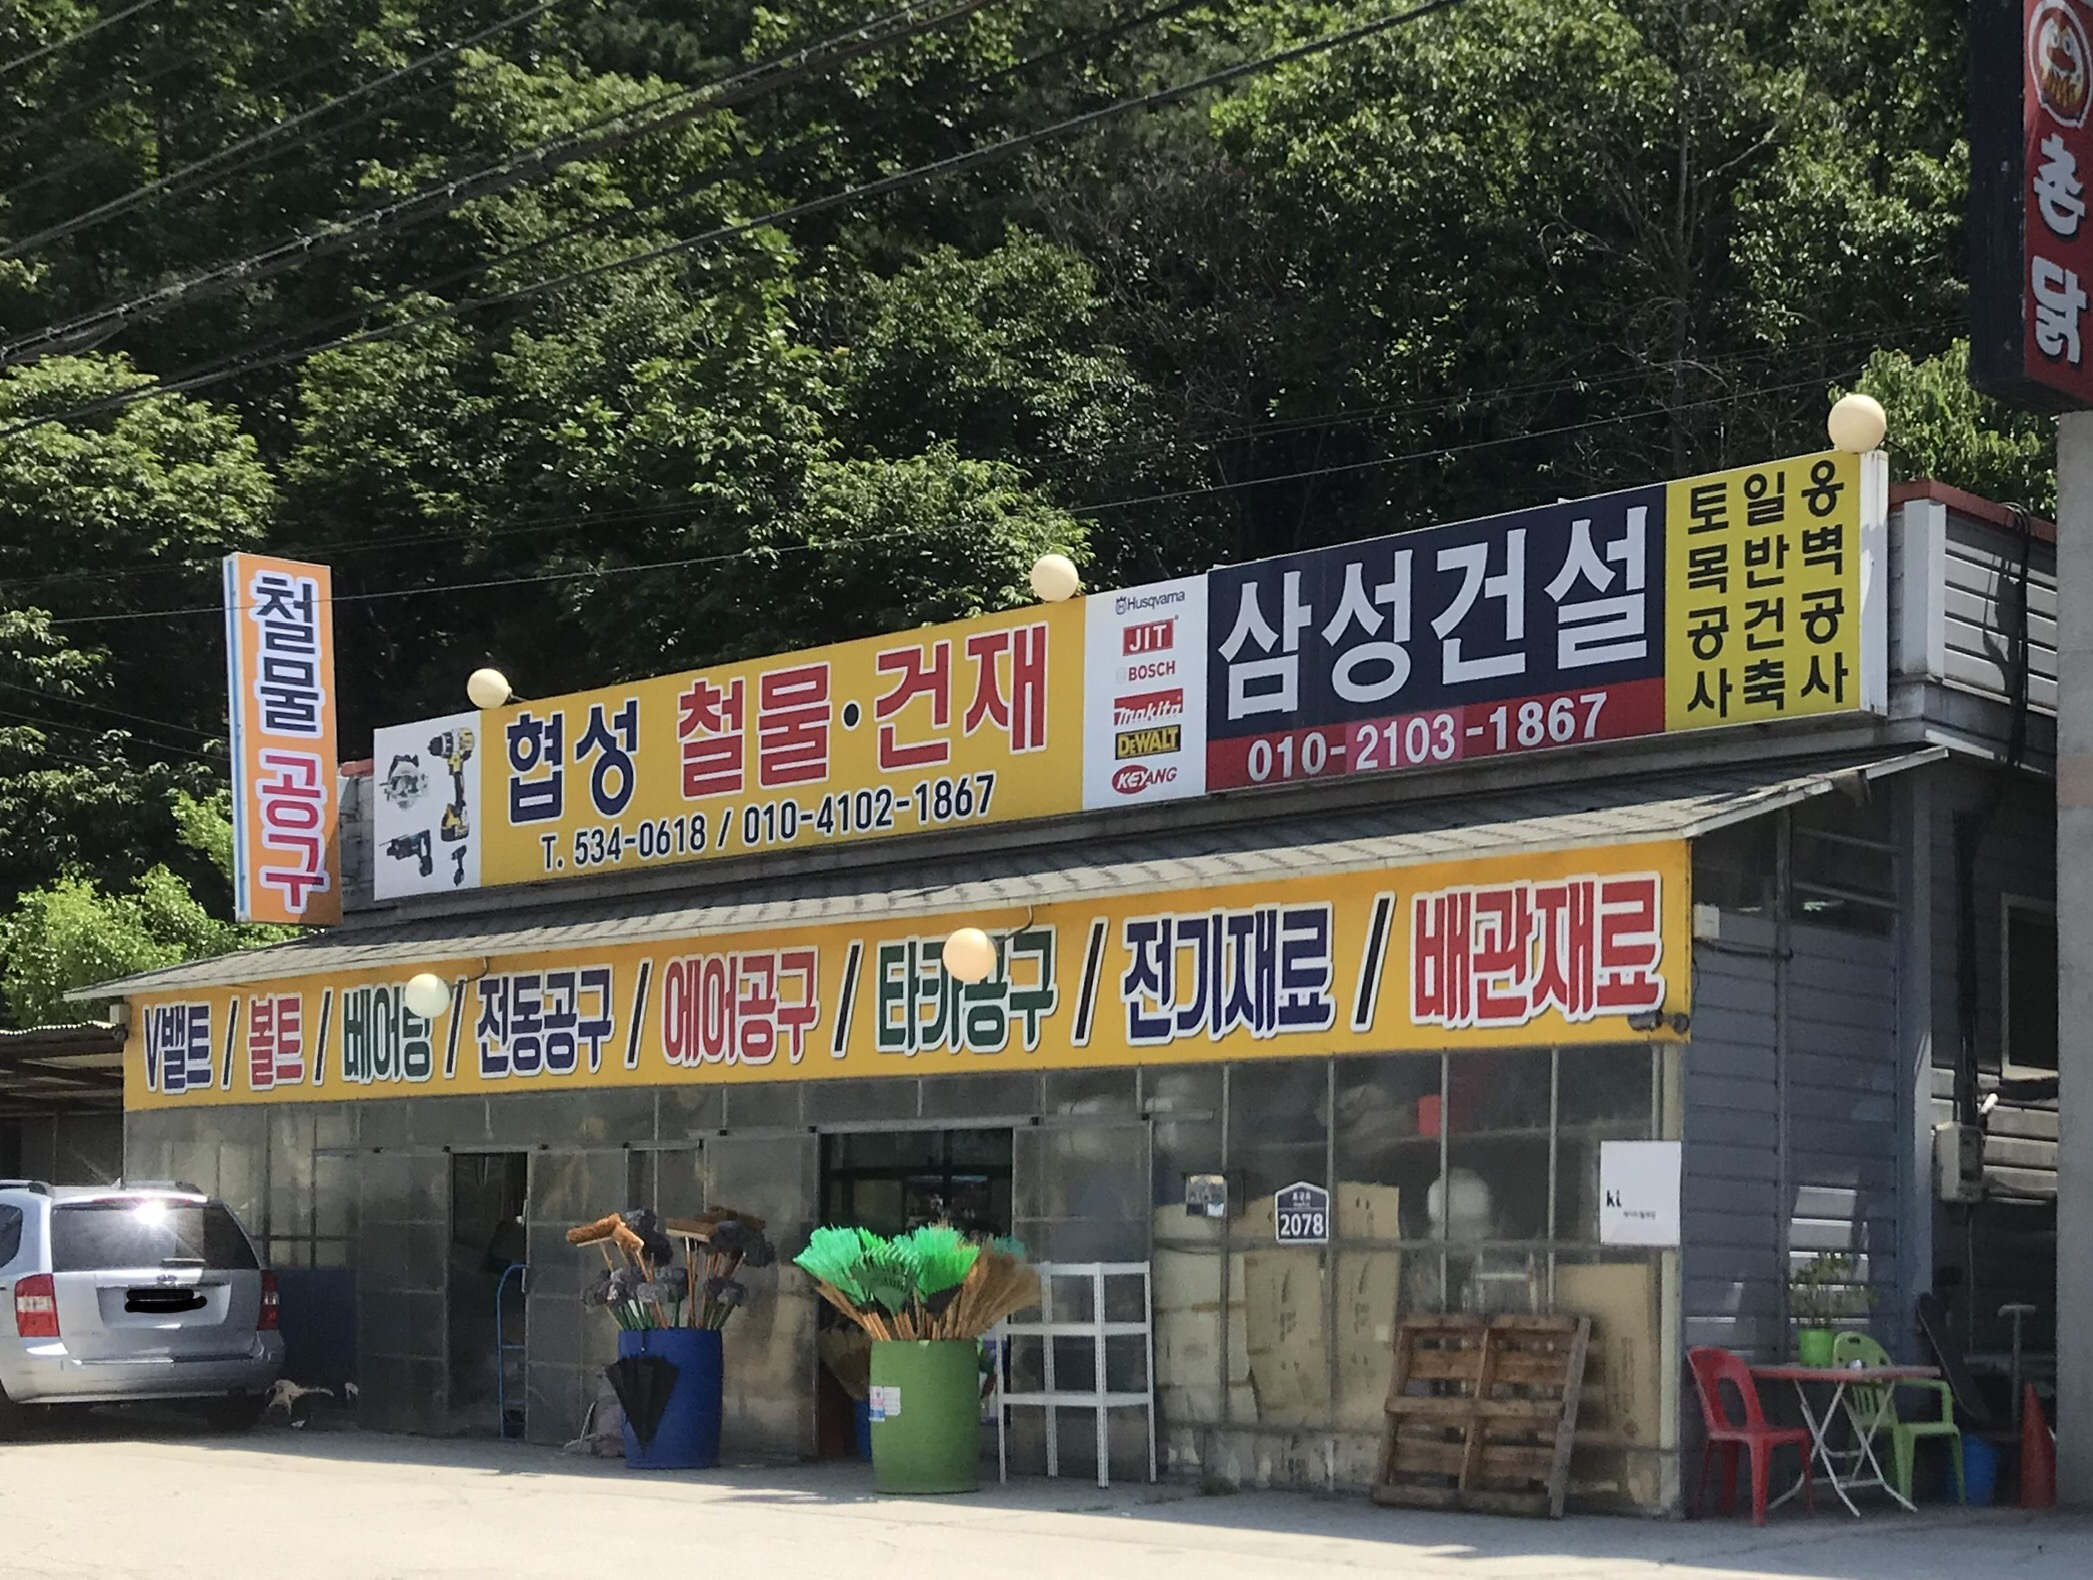 촌닭
철물 공구
협성 철물·건재
T. 534-0618 / 010-4102-1867
Husqvarna
JIT
BOSCH
makita
DEWALT
KEYANG
삼성건설
010-2103-1867
토목공사
일반건축
옹벽공사
V밸트 / 볼트 / 베어링 / 전동공구 / 에어공구 / 타카공구 / 전기재료 / 배관재료
2078
kt